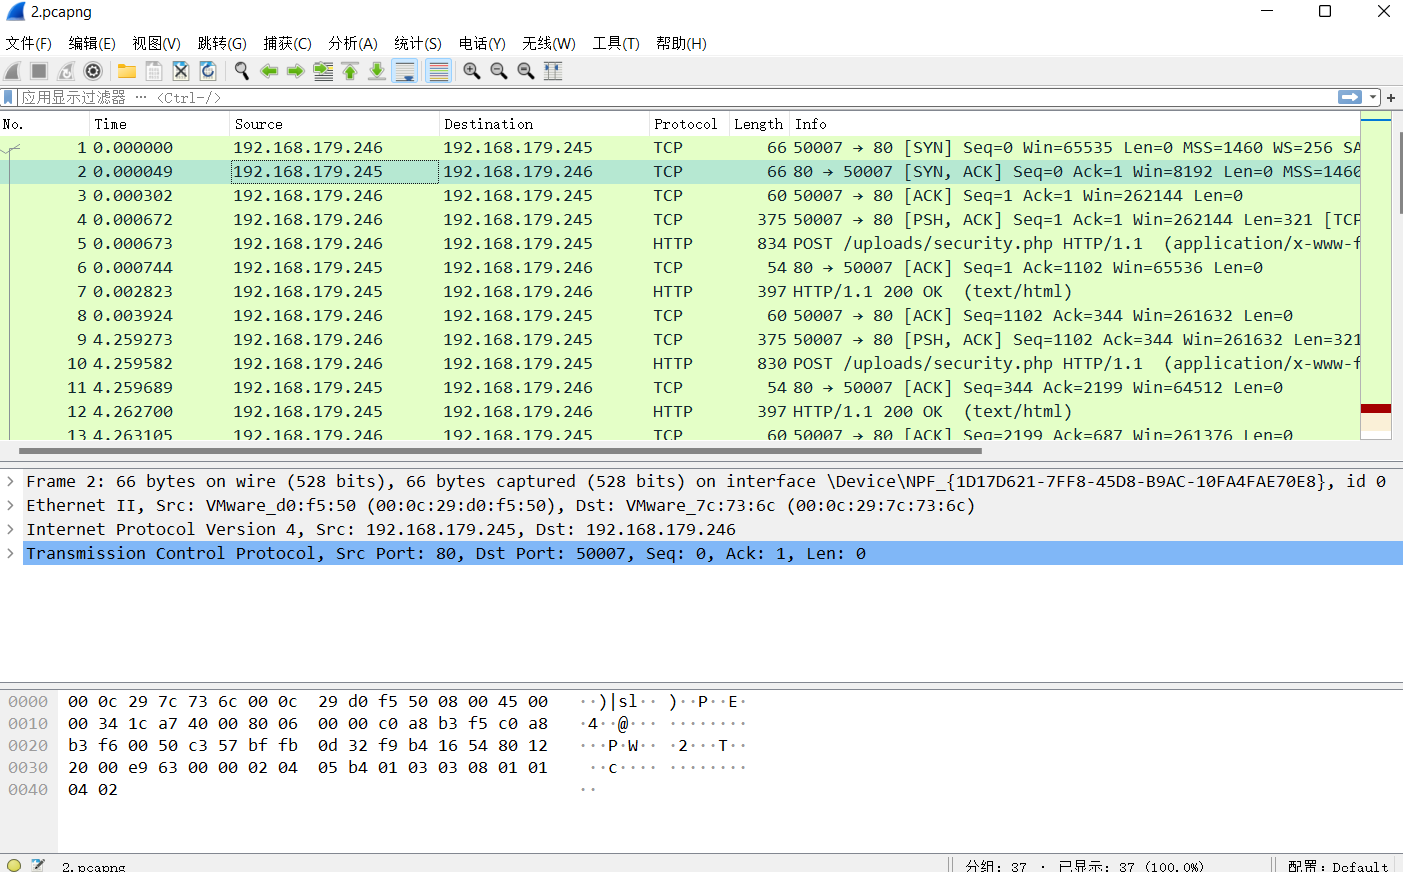 2.pcapng
文件(F) 编辑(E) 视图(V) 跳转(G) 捕获(C) 分析(A) 统计(S) 电话(Y) 无线(W) 工具(T) 帮助(H)
应用显示过滤器 … <Ctrl-/>
No. Time Source Destination Protocol Length Info
1 0.000000 192.168.179.246 192.168.179.245 TCP 66 50007 → 80 [SYN] Seq=0 Win=65535 Len=0 MSS=1460 WS=256 SA
2 0.000049 192.168.179.245 192.168.179.246 TCP 66 80 → 50007 [SYN, ACK] Seq=0 Ack=1 Win=8192 Len=0 MSS=1460
3 0.000302 192.168.179.246 192.168.179.245 TCP 60 50007 → 80 [ACK] Seq=1 Ack=1 Win=262144 Len=0
4 0.000672 192.168.179.246 192.168.179.245 TCP 375 50007 → 80 [PSH, ACK] Seq=1 Ack=1 Win=262144 Len=321 [TCP
5 0.000673 192.168.179.246 192.168.179.245 HTTP 834 POST /uploads/security.php HTTP/1.1 (application/x-www-f
6 0.000744 192.168.179.245 192.168.179.246 TCP 54 80 → 50007 [ACK] Seq=1 Ack=1102 Win=65536 Len=0
7 0.002823 192.168.179.245 192.168.179.246 HTTP 397 HTTP/1.1 200 OK (text/html)
8 0.003924 192.168.179.246 192.168.179.245 TCP 60 50007 → 80 [ACK] Seq=1102 Ack=344 Win=261632 Len=0
9 4.259273 192.168.179.246 192.168.179.245 TCP 375 50007 → 80 [PSH, ACK] Seq=1102 Ack=344 Win=261632 Len=321
10 4.259582 192.168.179.246 192.168.179.245 HTTP 830 POST /uploads/security.php HTTP/1.1 (application/x-www-f
11 4.259689 192.168.179.245 192.168.179.246 TCP 54 80 → 50007 [ACK] Seq=344 Ack=2199 Win=64512 Len=0
12 4.262700 192.168.179.245 192.168.179.246 HTTP 397 HTTP/1.1 200 OK (text/html)
13 4.263105 192.168.179.246 192.168.179.245 TCP 60 50007 → 80 [ACK] Seq=2199 Ack=687 Win=261376 Len=0
Frame 2: 66 bytes on wire (528 bits), 66 bytes captured (528 bits) on interface \Device\NPF_{1D17D621-7FF8-45D8-B9AC-10FA4FAE70E8}, id 0
Ethernet II, Src: VMware_d0:f5:50 (00:0c:29:d0:f5:50), Dst: VMware_7c:73:6c (00:0c:29:7c:73:6c)
Internet Protocol Version 4, Src: 192.168.179.245, Dst: 192.168.179.246
Transmission Control Protocol, Src Port: 80, Dst Port: 50007, Seq: 0, Ack: 1, Len: 0
0000 00 0c 29 7c 73 6c 00 0c 29 d0 f5 50 08 00 45 00 ··)|sl·· )··P··E·
0010 00 34 1c a7 40 00 80 06 00 00 c0 a8 b3 f5 c0 a8 ·4··@··· ········
0020 b3 f6 00 50 c3 57 bf fb 0d 32 f9 b4 16 54 80 12 ···P·W·· ·2···T··
0030 20 00 e9 63 00 00 02 04 05 b4 01 03 03 08 01 01 ··c···· ········
0040 04 02 ··
2.pcapng 分组: 37 · 已显示: 37 (100.0%) 配置: Default